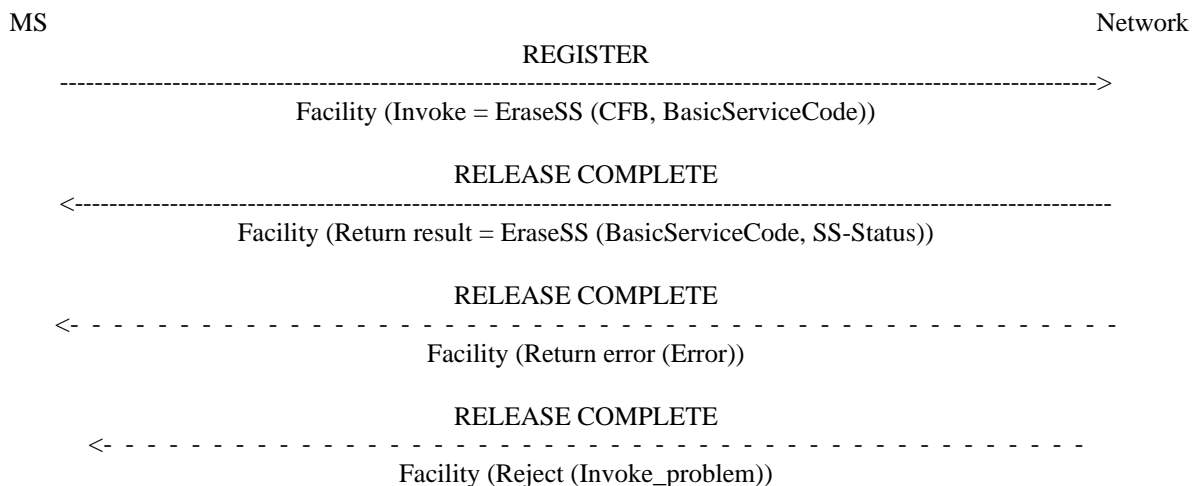 MS Network
REGISTER
Facility (Invoke = EraseSS (CFB, BasicServiceCode))
RELEASE COMPLETE
Facility (Return result = EraseSS (BasicServiceCode, SS-Status))
RELEASE COMPLETE
Facility (Return error (Error))
RELEASE COMPLETE
Facility (Reject (Invoke_problem))